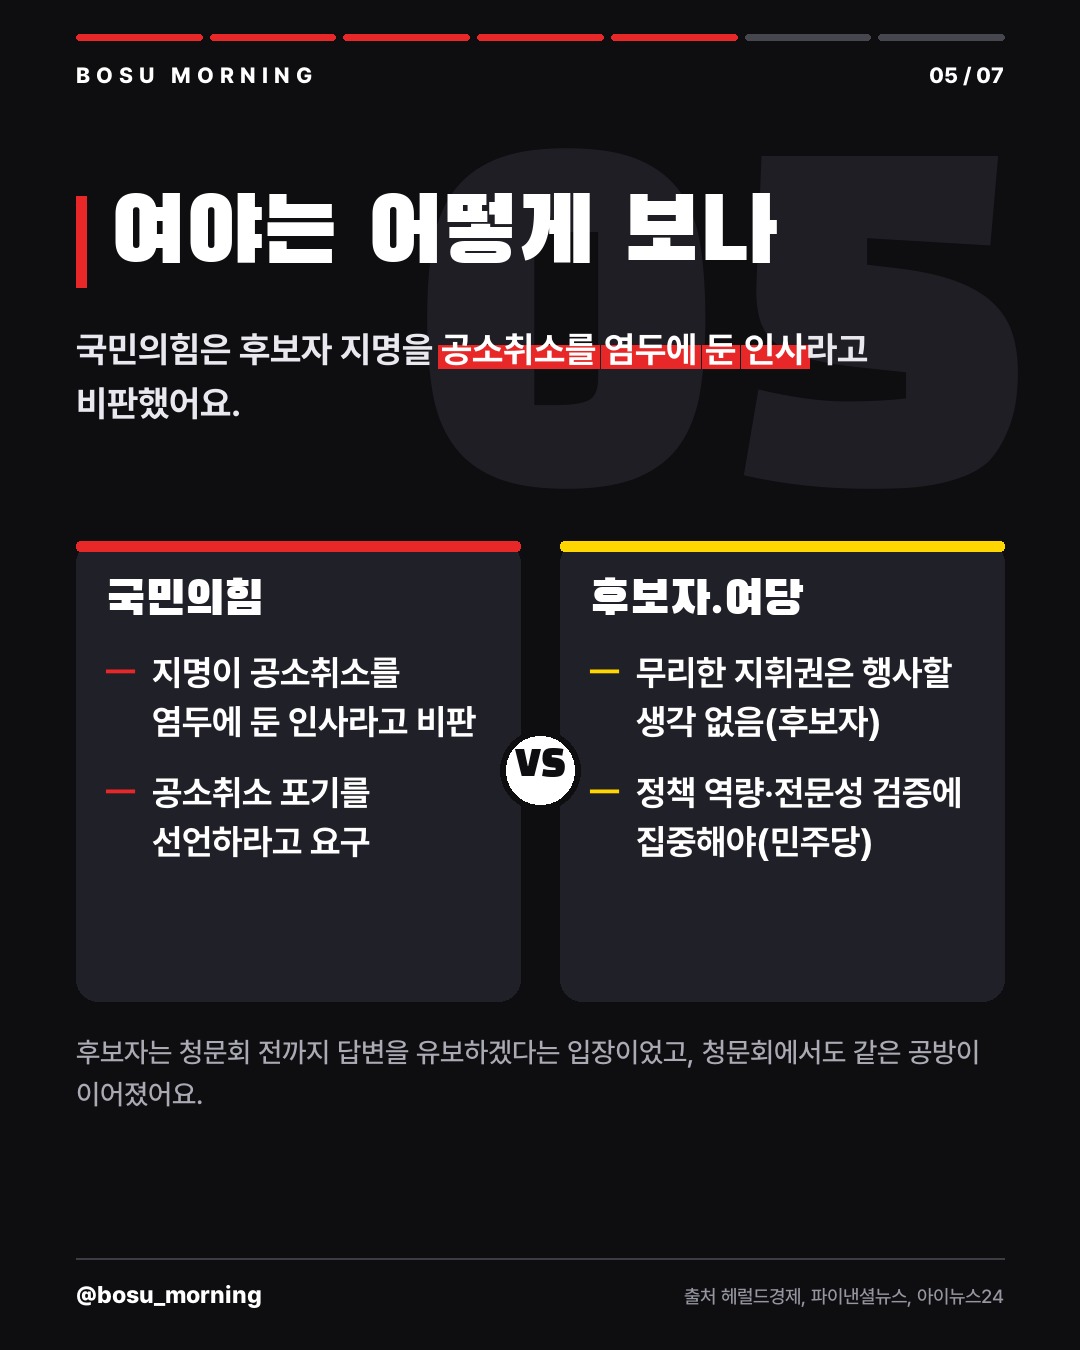 BOSU MORNING
05 / 07
05
여야는 어떻게 보나
국민의힘은 후보자 지명을 공소취소를 염두에 둔 인사라고
비판했어요.
국민의힘
지명이 공소취소를
염두에 둔 인사라고 비판
공소취소 포기를
선언하라고 요구
VS
후보자.여당
무리한 지휘권은 행사할
생각 없음(후보자)
정책 역량·전문성 검증에
집중해야(민주당)
후보자는 청문회 전까지 답변을 유보하겠다는 입장이었고, 청문회에서도 같은 공방이
이어졌어요.
@bosu_morning
출처 헤럴드경제, 파이낸셜뉴스, 아이뉴스24